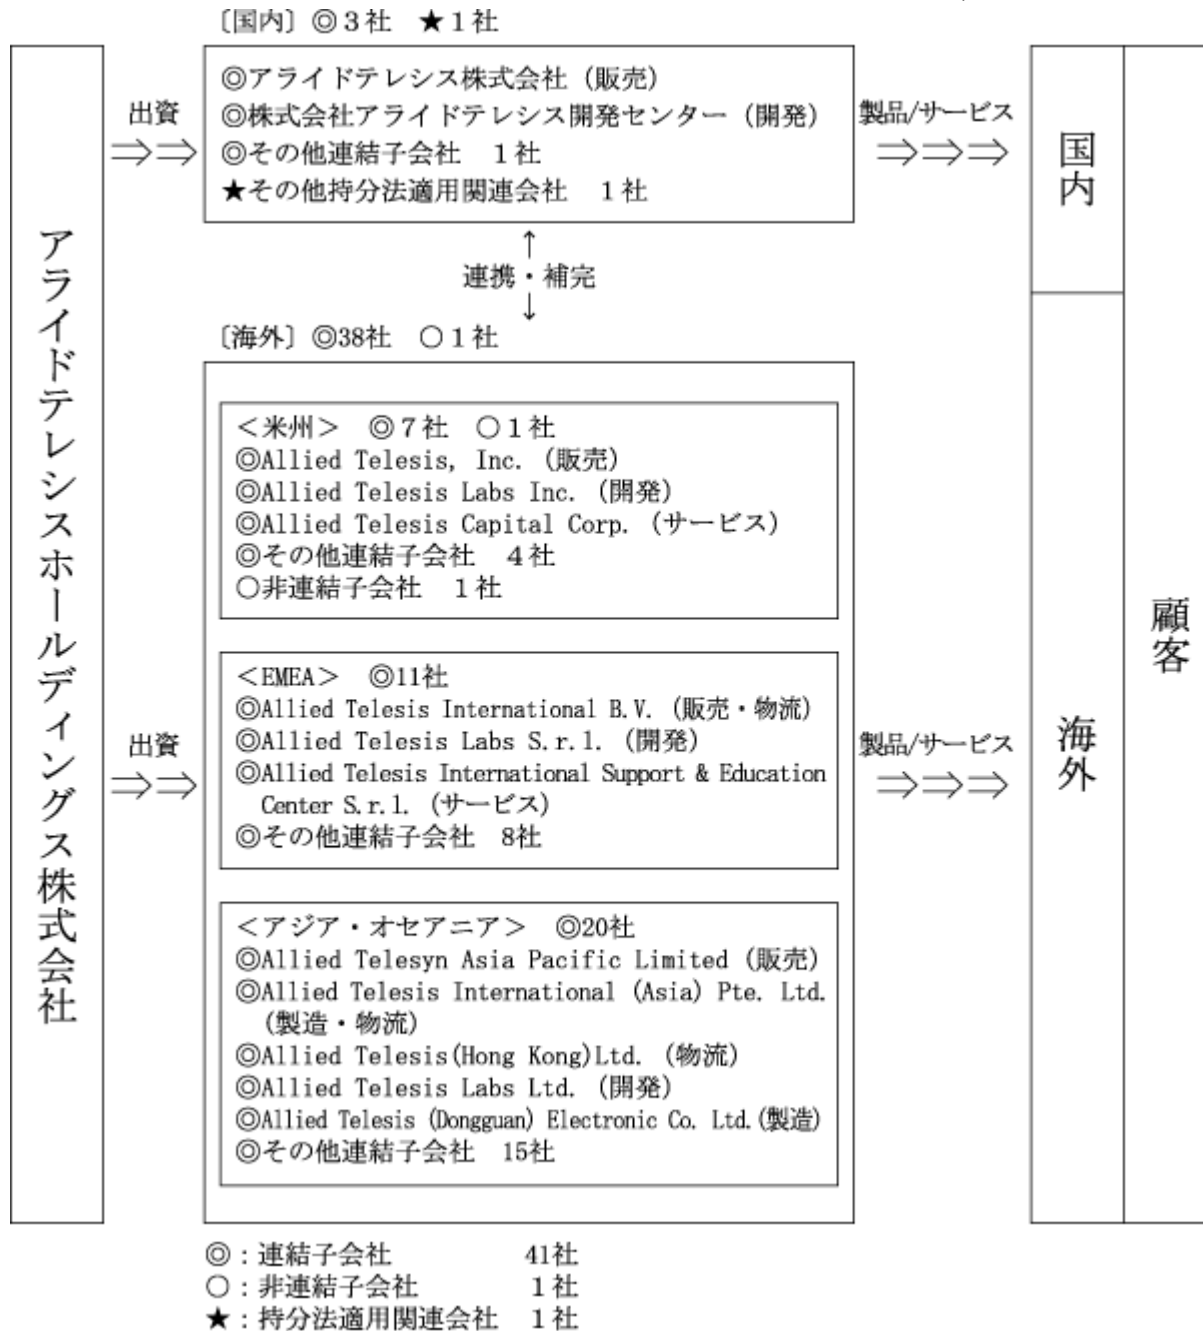 〔国内〕◎３社　★１社
アライドテレシスホールディングス株式会社
出資
⇒⇒
◎アライドテレシス株式会社（販売）
◎株式会社アライドテレシス開発センター（開発）
◎その他連結子会社　１社
★その他持分法適用関連会社　１社
製品/サービス
⇒⇒⇒
国内
↑
連携・補完
↓
〔海外〕◎38社　○１社
出資
⇒⇒
＜米州＞　◎７社　○１社
◎Allied Telesis, Inc.（販売）
◎Allied Telesis Labs Inc.（開発）
◎Allied Telesis Capital Corp.（サービス）
◎その他連結子会社　４社
○非連結子会社　１社
＜EMEA＞　◎11社
◎Allied Telesis International B.V.（販売・物流）
◎Allied Telesis Labs S.r.l.（開発）
◎Allied Telesis International Support & Education
Center S.r.l.（サービス）
◎その他連結子会社　8社
＜アジア・オセアニア＞　◎20社
◎Allied Telesyn Asia Pacific Limited（販売）
◎Allied Telesis International (Asia) Pte. Ltd.
（製造・物流）
◎Allied Telesis(Hong Kong)Ltd.（物流）
◎Allied Telesis Labs Ltd.（開発）
◎Allied Telesis (Dongguan) Electronic Co. Ltd.(製造)
◎その他連結子会社　15社
製品/サービス
⇒⇒⇒
海外
顧客
◎：連結子会社　41社
○：非連結子会社　１社
★：持分法適用関連会社　１社